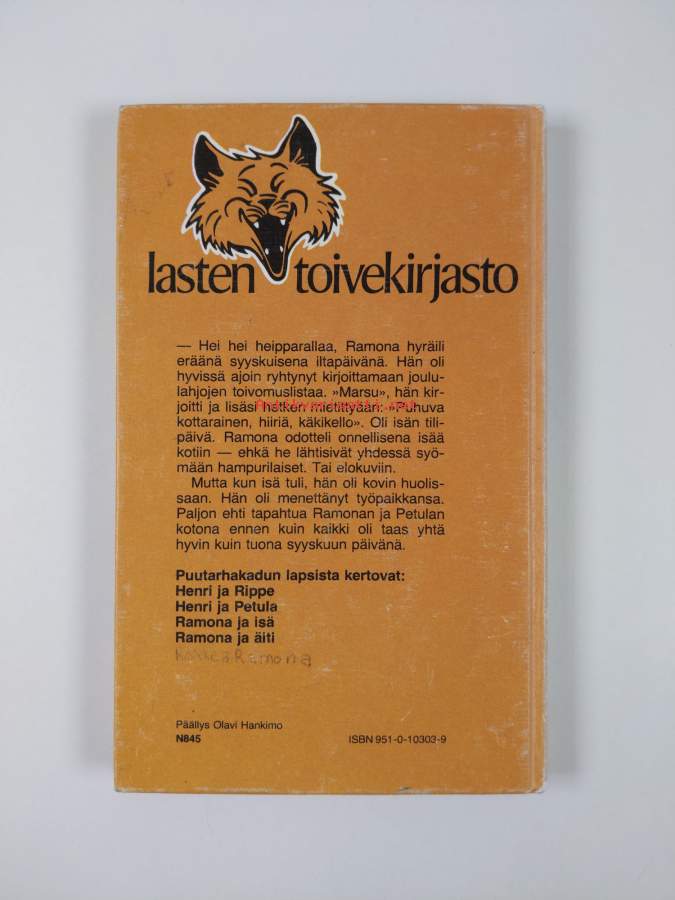 lasten toivekirjasto
— Hei hei heipparallaa, Ramona hyräili
eräänä syyskuisena iltapäivänä. Hän oli
hyvissä ajoin ryhtynyt kirjoittamaan joulu-
lahjojen toivomuslistaa. »Marsu», hän kir-
joitti ja lisäsi hetken mietittyään: »Puhuva
kottarainen, hiiriä, käkikello». Oli isän tili-
päivä. Ramona odotteli onnellisena isää
kotiin — ehkä he lähtisivät yhdessä syö-
mään hampurilaiset. Tai elokuviin.
Mutta kun isä tuli, hän oli kovin huolis-
saan. Hän oli menettänyt työpaikkansa.
Paljon ehti tapahtua Ramonan ja Petulan
kotona ennen kuin kaikki oli taas yhtä
hyvin kuin tuona syyskuun päivänä.
Puutarhakadun lapsista kertovat:
Henri ja Rippe
Henri ja Petula
Ramona ja isä
Ramona ja äiti
Ramona
Päällys Olavi Hankimo
N845 ISBN 951-0-10303-9